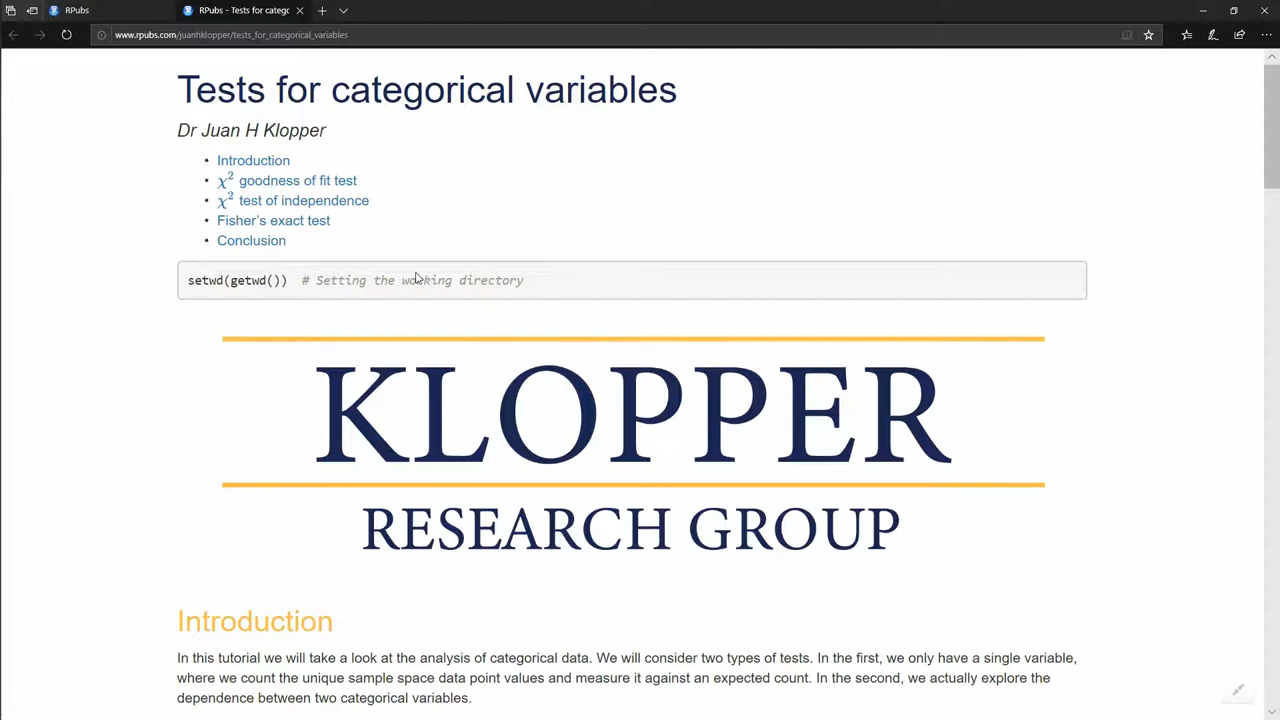 RPubs
RPubs - Tests for catego
www.rpubs.com/juanhklopper/tests_for_categorical_variables
Tests for categorical variables
Dr Juan H Klopper
• Introduction
• χ² goodness of fit test
• χ² test of independence
• Fisher's exact test
• Conclusion
setwd(getwd())  # Setting the working directory
KLOPPER
RESEARCH GROUP
Introduction
In this tutorial we will take a look at the analysis of categorical data. We will consider two types of tests. In the first, we only have a single variable,
where we count the unique sample space data point values and measure it against an expected count. In the second, we actually explore the
dependence between two categorical variables.